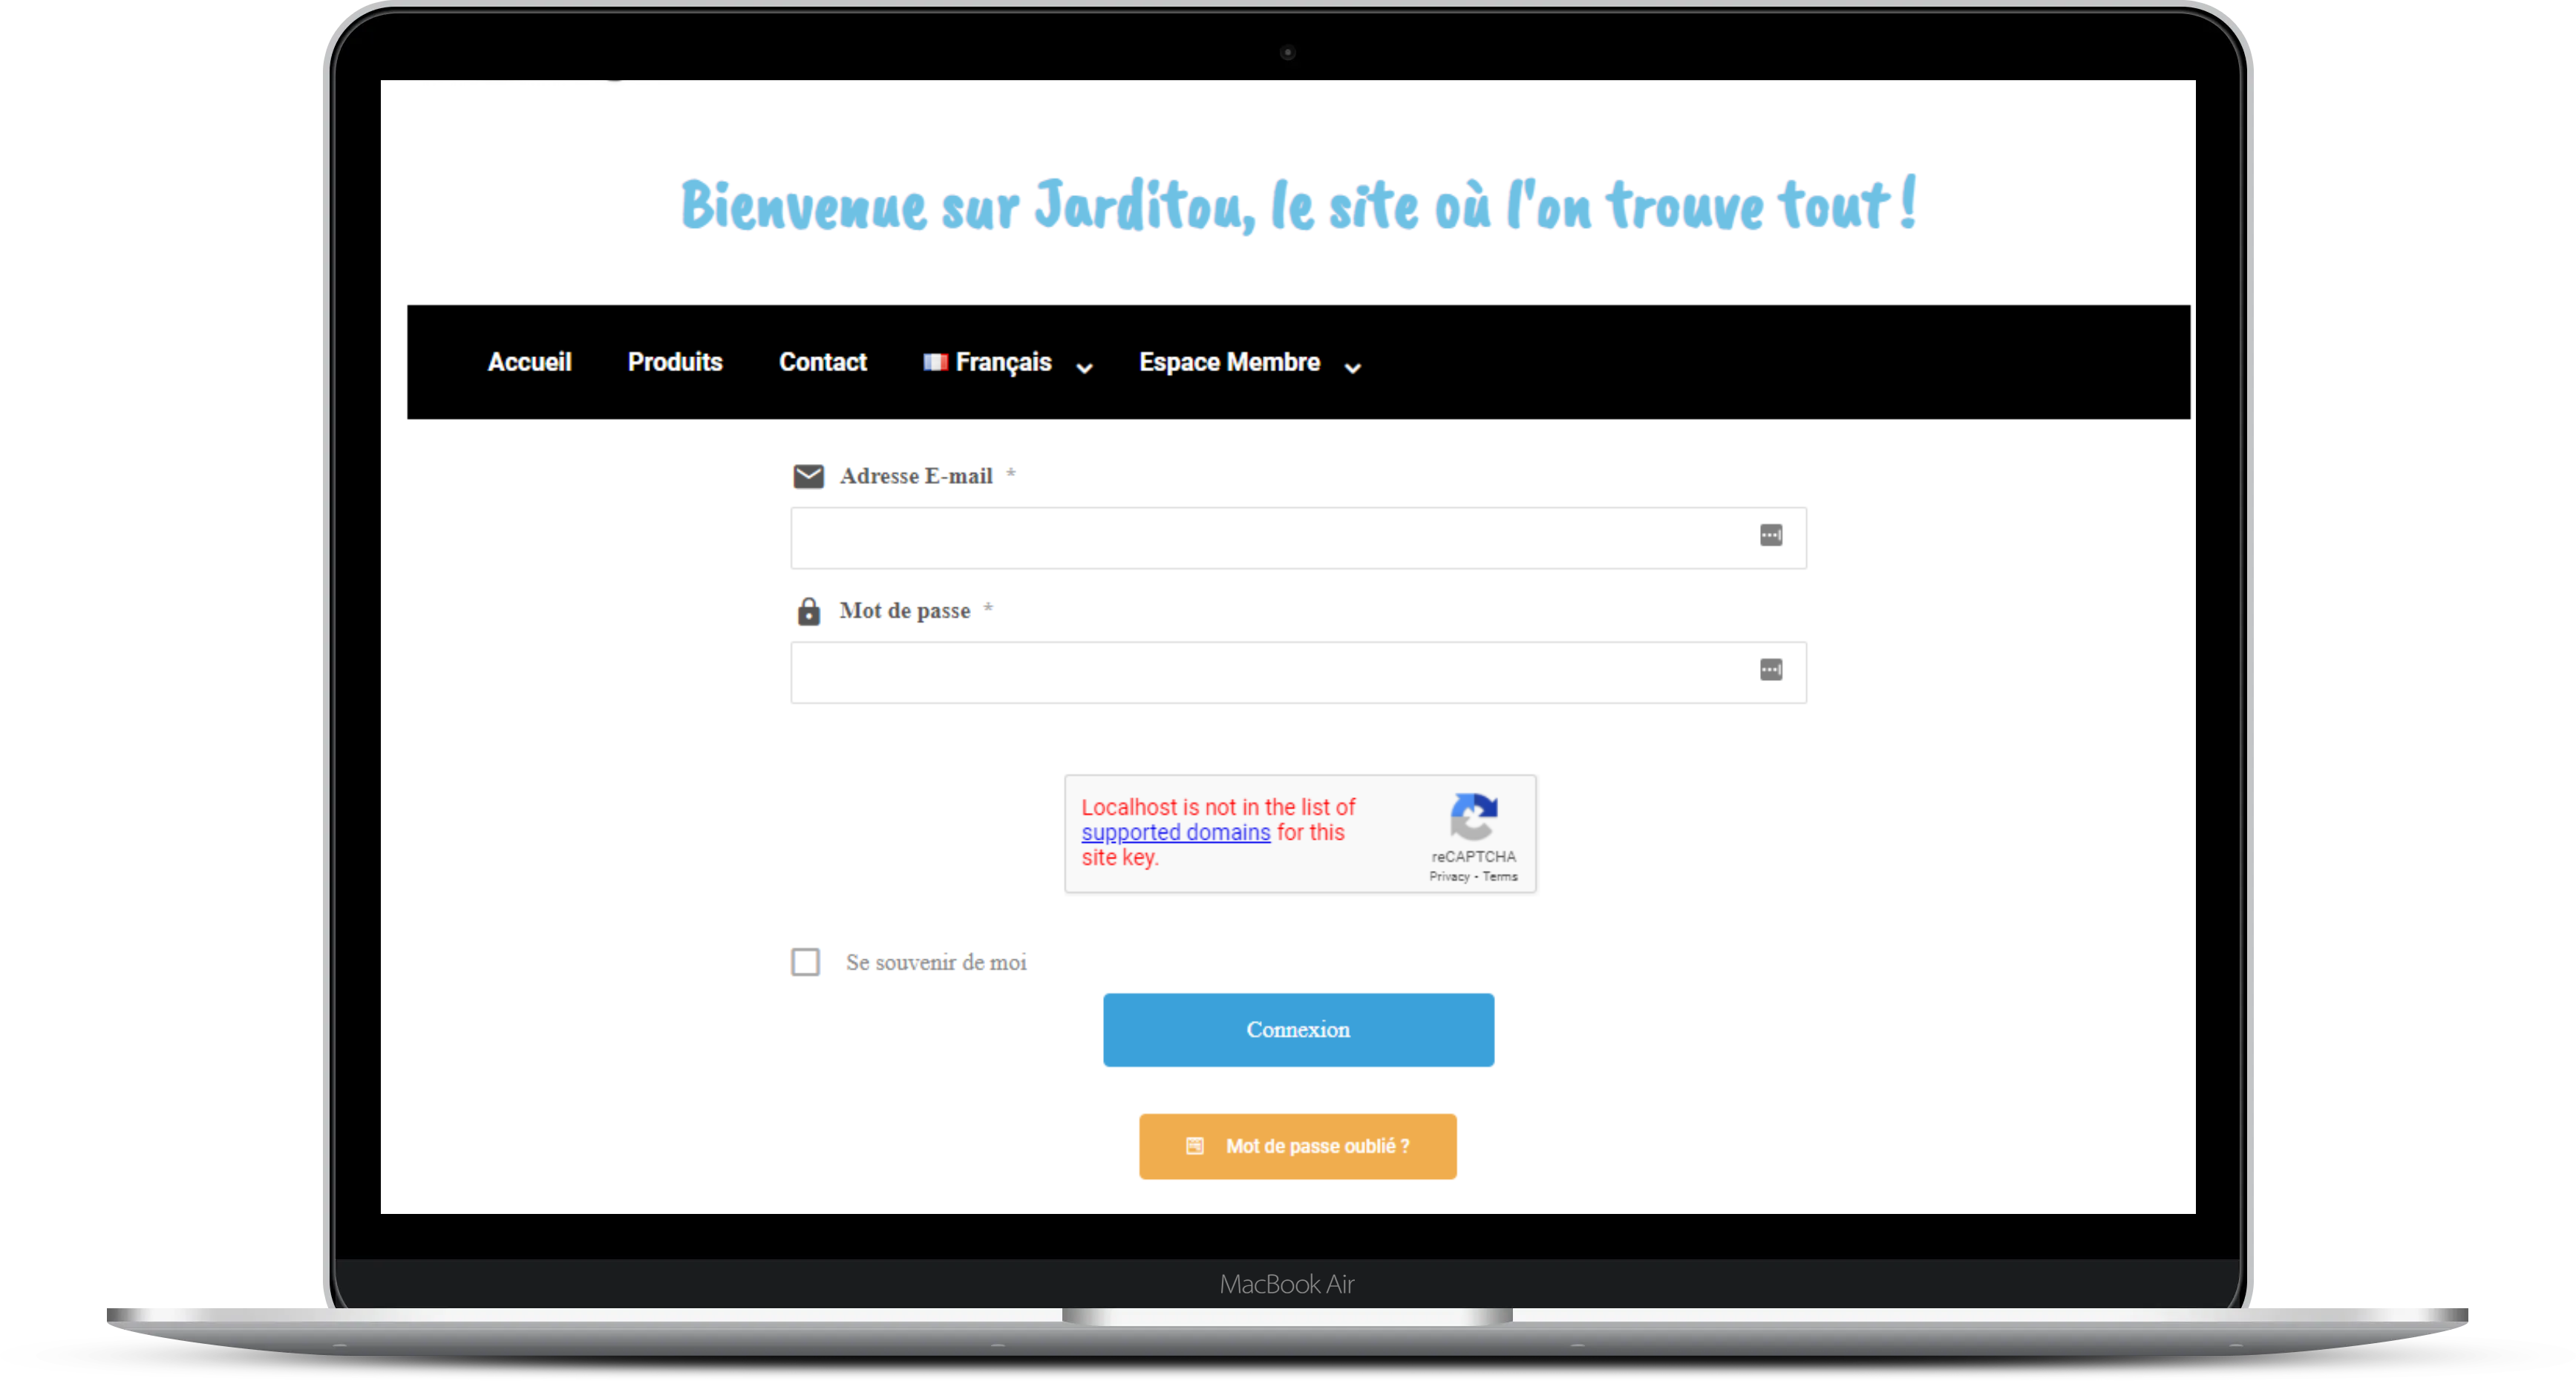 Bienvenue sur Jarditou, le site où l'on trouve tout !
Accueil Produits Contact Français Espace Membre
Adresse E-mail *
Mot de passe *
Localhost is not in the list of
supported domains for this
site key.
reCAPTCHA
Privacy - Terms
Se souvenir de moi
Connexion
Mot de passe oublié ?
MacBook Air